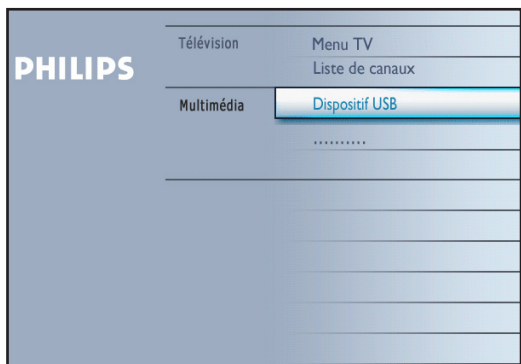 PHILIPS
Télévision Menu TV
Liste de canaux
Multimédia Dispositif USB
..........